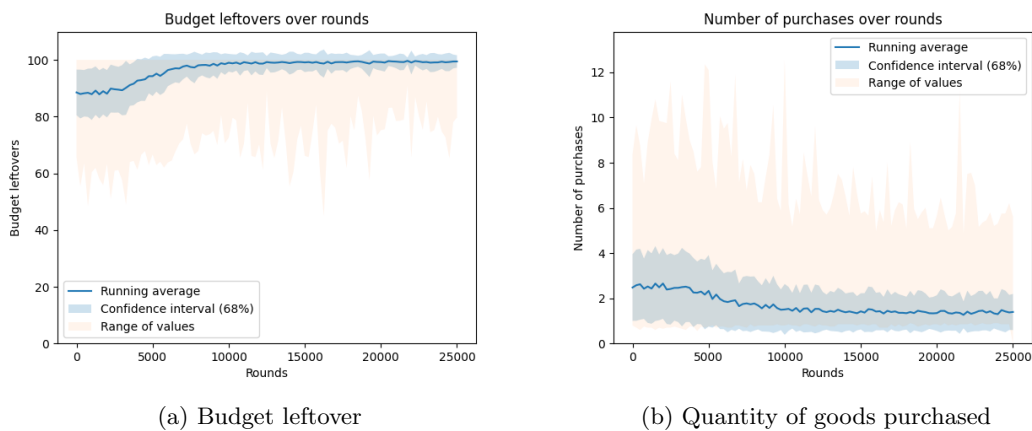 Budget leftovers over rounds
100
80
60
40
20
0
Budget leftovers
Running average
Confidence interval (68%)
Range of values
0
5000
10000
15000
20000
25000
Rounds
(a) Budget leftover
Number of purchases over rounds
12
10
8
6
4
2
0
Number of purchases
Running average
Confidence interval (68%)
Range of values
0
5000
10000
15000
20000
25000
Rounds
(b) Quantity of goods purchased